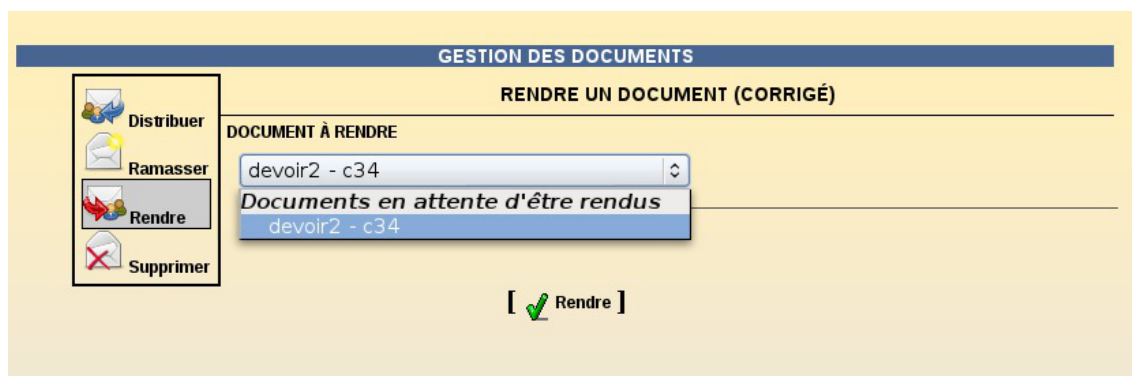 GESTION DES DOCUMENTS
RENDRE UN DOCUMENT (CORRIGÉ)
Distribuer
Ramasser
Rendre
Supprimer
DOCUMENT À RENDRE
devoir2 - c34
Documents en attente d'être rendus
devoir2 - c34
[ Rendre ]